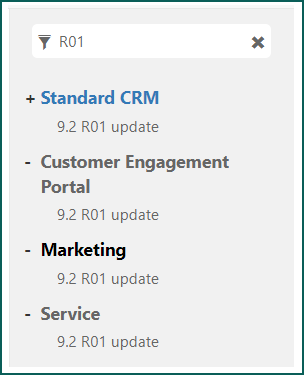 R01
+ Standard CRM
9.2 R01 update
- Customer Engagement
Portal
9.2 R01 update
- Marketing
9.2 R01 update
- Service
9.2 R01 update